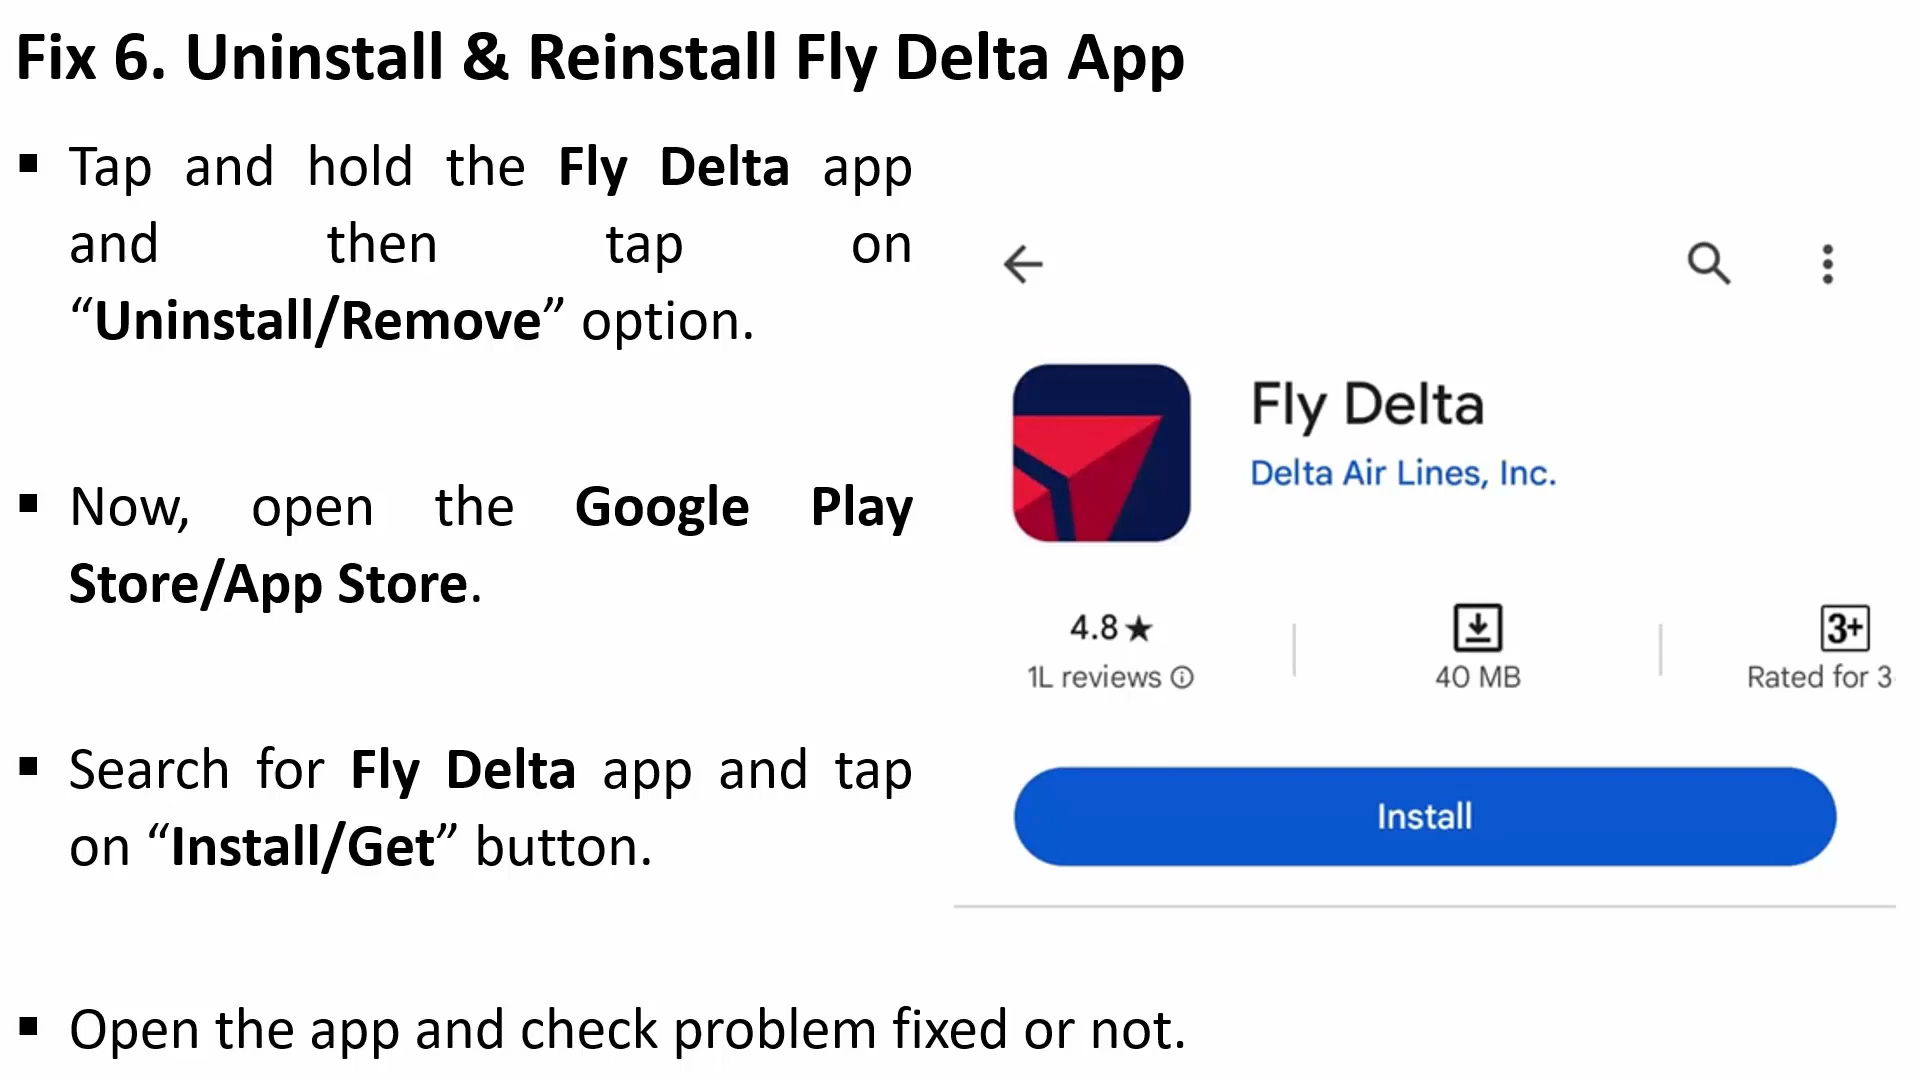 Fix 6. Uninstall & Reinstall Fly Delta App
▪ Tap and hold the Fly Delta app
and then tap on
“Uninstall/Remove” option.
▪ Now, open the Google Play
Store/App Store.
▪ Search for Fly Delta app and tap
on “Install/Get” button.
▪ Open the app and check problem fixed or not.
Fly Delta
Delta Air Lines, Inc.
4.8★
1L reviews
40 MB
3+
Rated for 3
Install